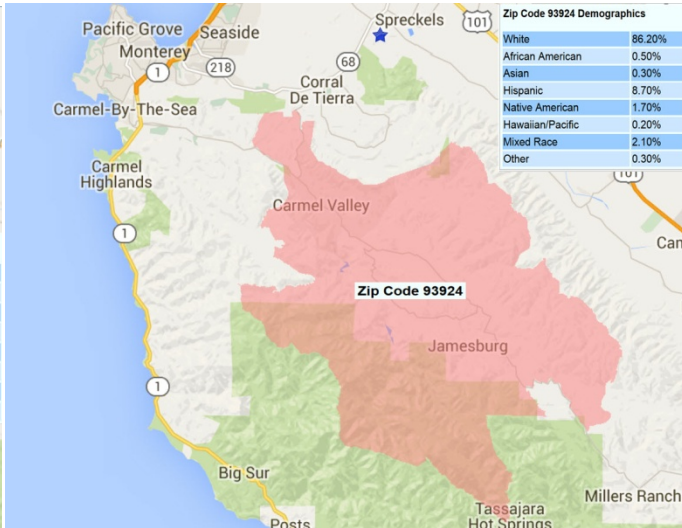 Zip Code 93924 Demographics
White 86.20%
African American 0.50%
Asian 0.30%
Hispanic 8.70%
Native American 1.70%
Hawaiian/Pacific 0.20%
Mixed Race 2.10%
Other 0.30%
Spreckels
101
Pacific Grove
Seaside
Monterey
1
218
68
Corral
De Tierra
Carmel-By-The-Sea
Carmel
Highlands
101
Carmel Valley
1
Can
Zip Code 93924
Jamesburg
1
Big Sur
Millers Ranch
Tassajara
Hot Springs
Posts